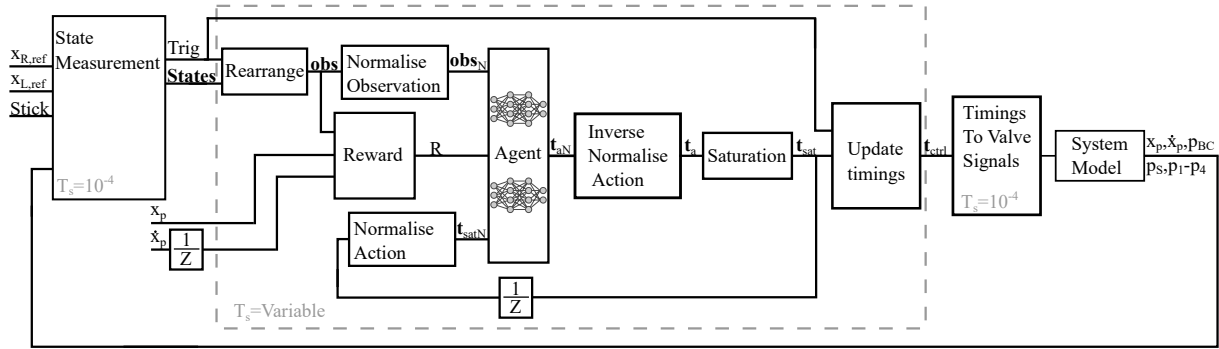 x_R,ref
x_L,ref
Stick
State
Measurement
T_s=10^-4
Trig
States
x_p
ẋ_p
1
Z
Rearrange
obs
Normalise
Observation
obs_N
Reward
R
Normalise
Action
t_satN
Agent
t_aN
Inverse
Normalise
Action
t_a
Saturation
t_sat
1
Z
T_s=Variable
Update
timings
t_ctrl
Timings
To Valve
Signals
T_s=10^-4
System
Model
x_p,ẋ_p,p_BC
p_S,p_1-p_4